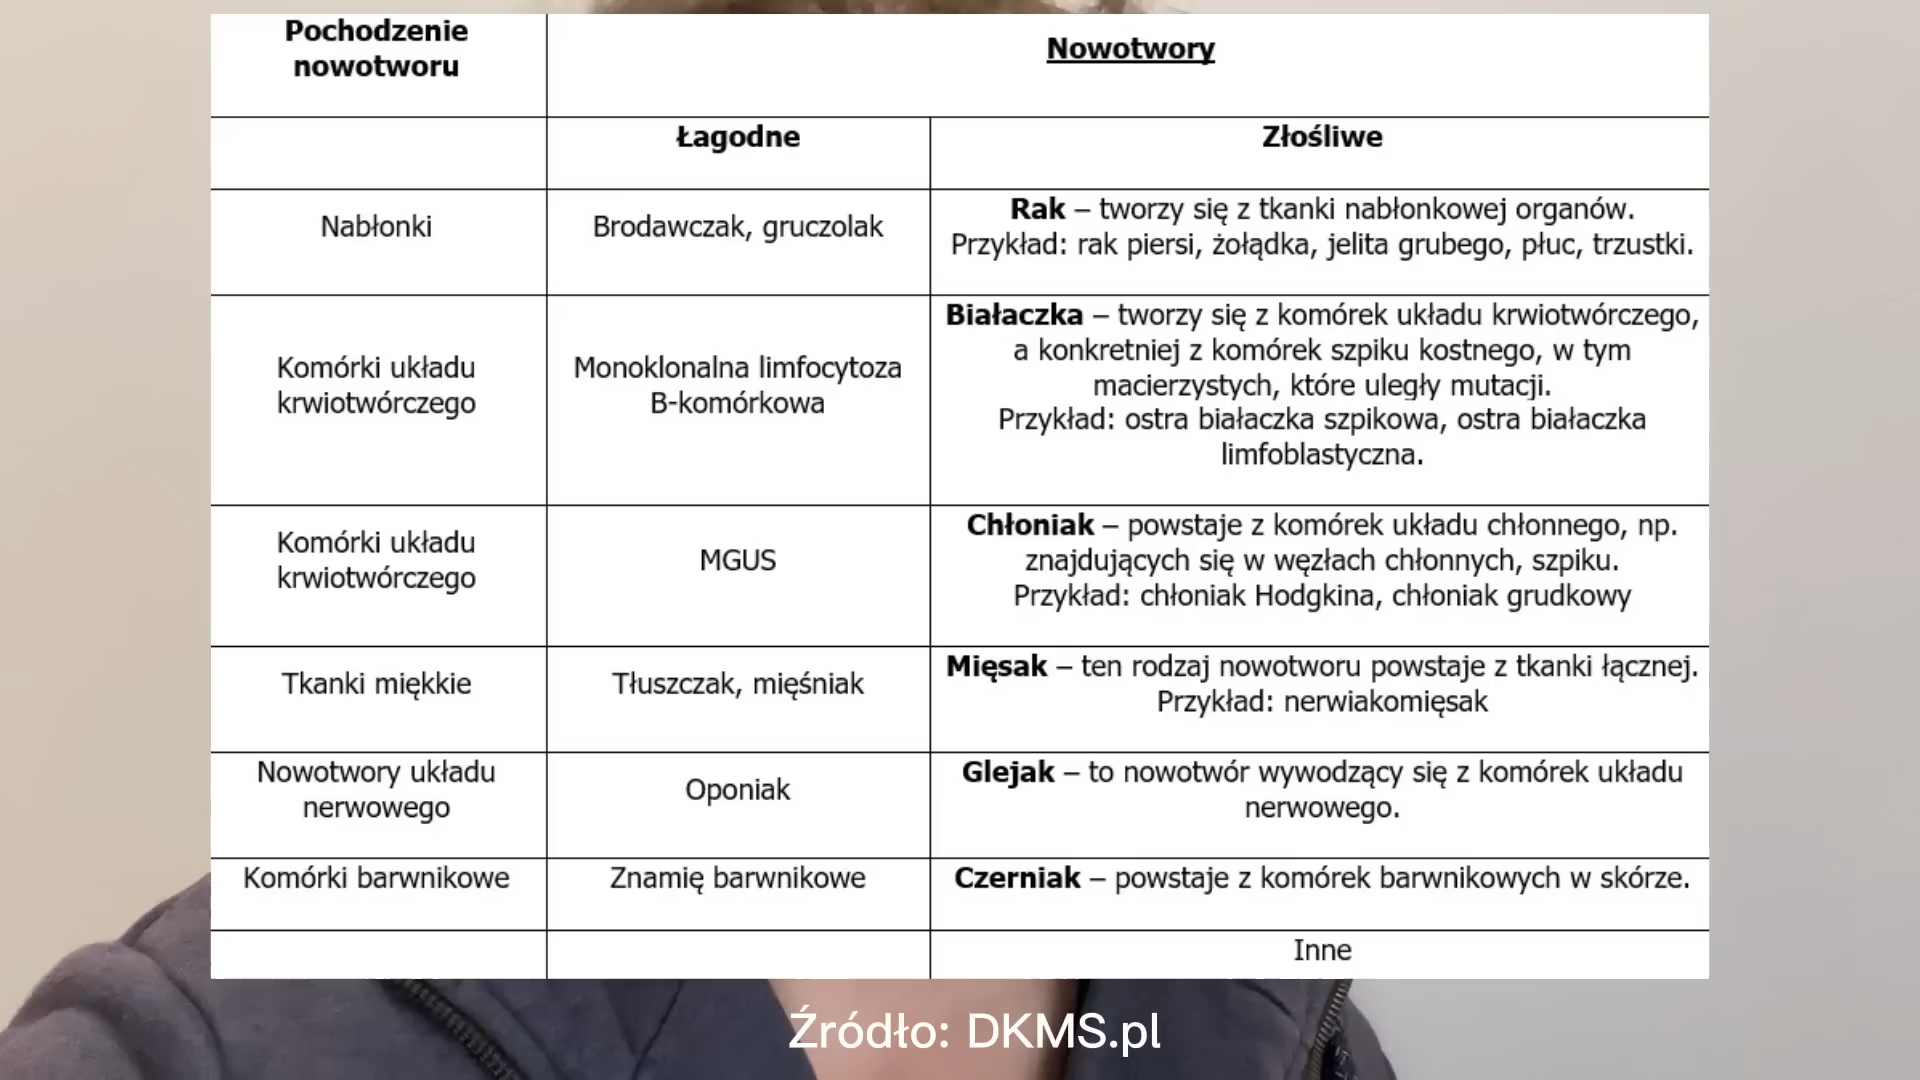 Pochodzenie
nowotworu
Nowotwory
Łagodne
Złośliwe
Nabłonki
Brodawczak, gruczolak
Rak – tworzy się z tkanki nabłonkowej organów.
Przykład: rak piersi, żołądka, jelita grubego, płuc, trzustki.
Komórki układu
krwiotwórczego
Monoklonalna limfocytoza
B-komórkowa
Białaczka – tworzy się z komórek układu krwiotwórczego,
a konkretniej z komórek szpiku kostnego, w tym
macierzystych, które uległy mutacji.
Przykład: ostra białaczka szpikowa, ostra białaczka
limfoblastyczna.
Komórki układu
krwiotwórczego
MGUS
Chłoniak – powstaje z komórek układu chłonnego, np.
znajdujących się w węzłach chłonnych, szpiku.
Przykład: chłoniak Hodgkina, chłoniak grudkowy
Tkanki miękkie
Tłuszczak, mięśniak
Mięsak – ten rodzaj nowotworu powstaje z tkanki łącznej.
Przykład: nerwiakomięsak
Nowotwory układu
nerwowego
Oponiak
Glejak – to nowotwór wywodzący się z komórek układu
nerwowego.
Komórki barwnikowe
Znamię barwnikowe
Czerniak – powstaje z komórek barwnikowych w skórze.
Inne
Źródło: DKMS.pl